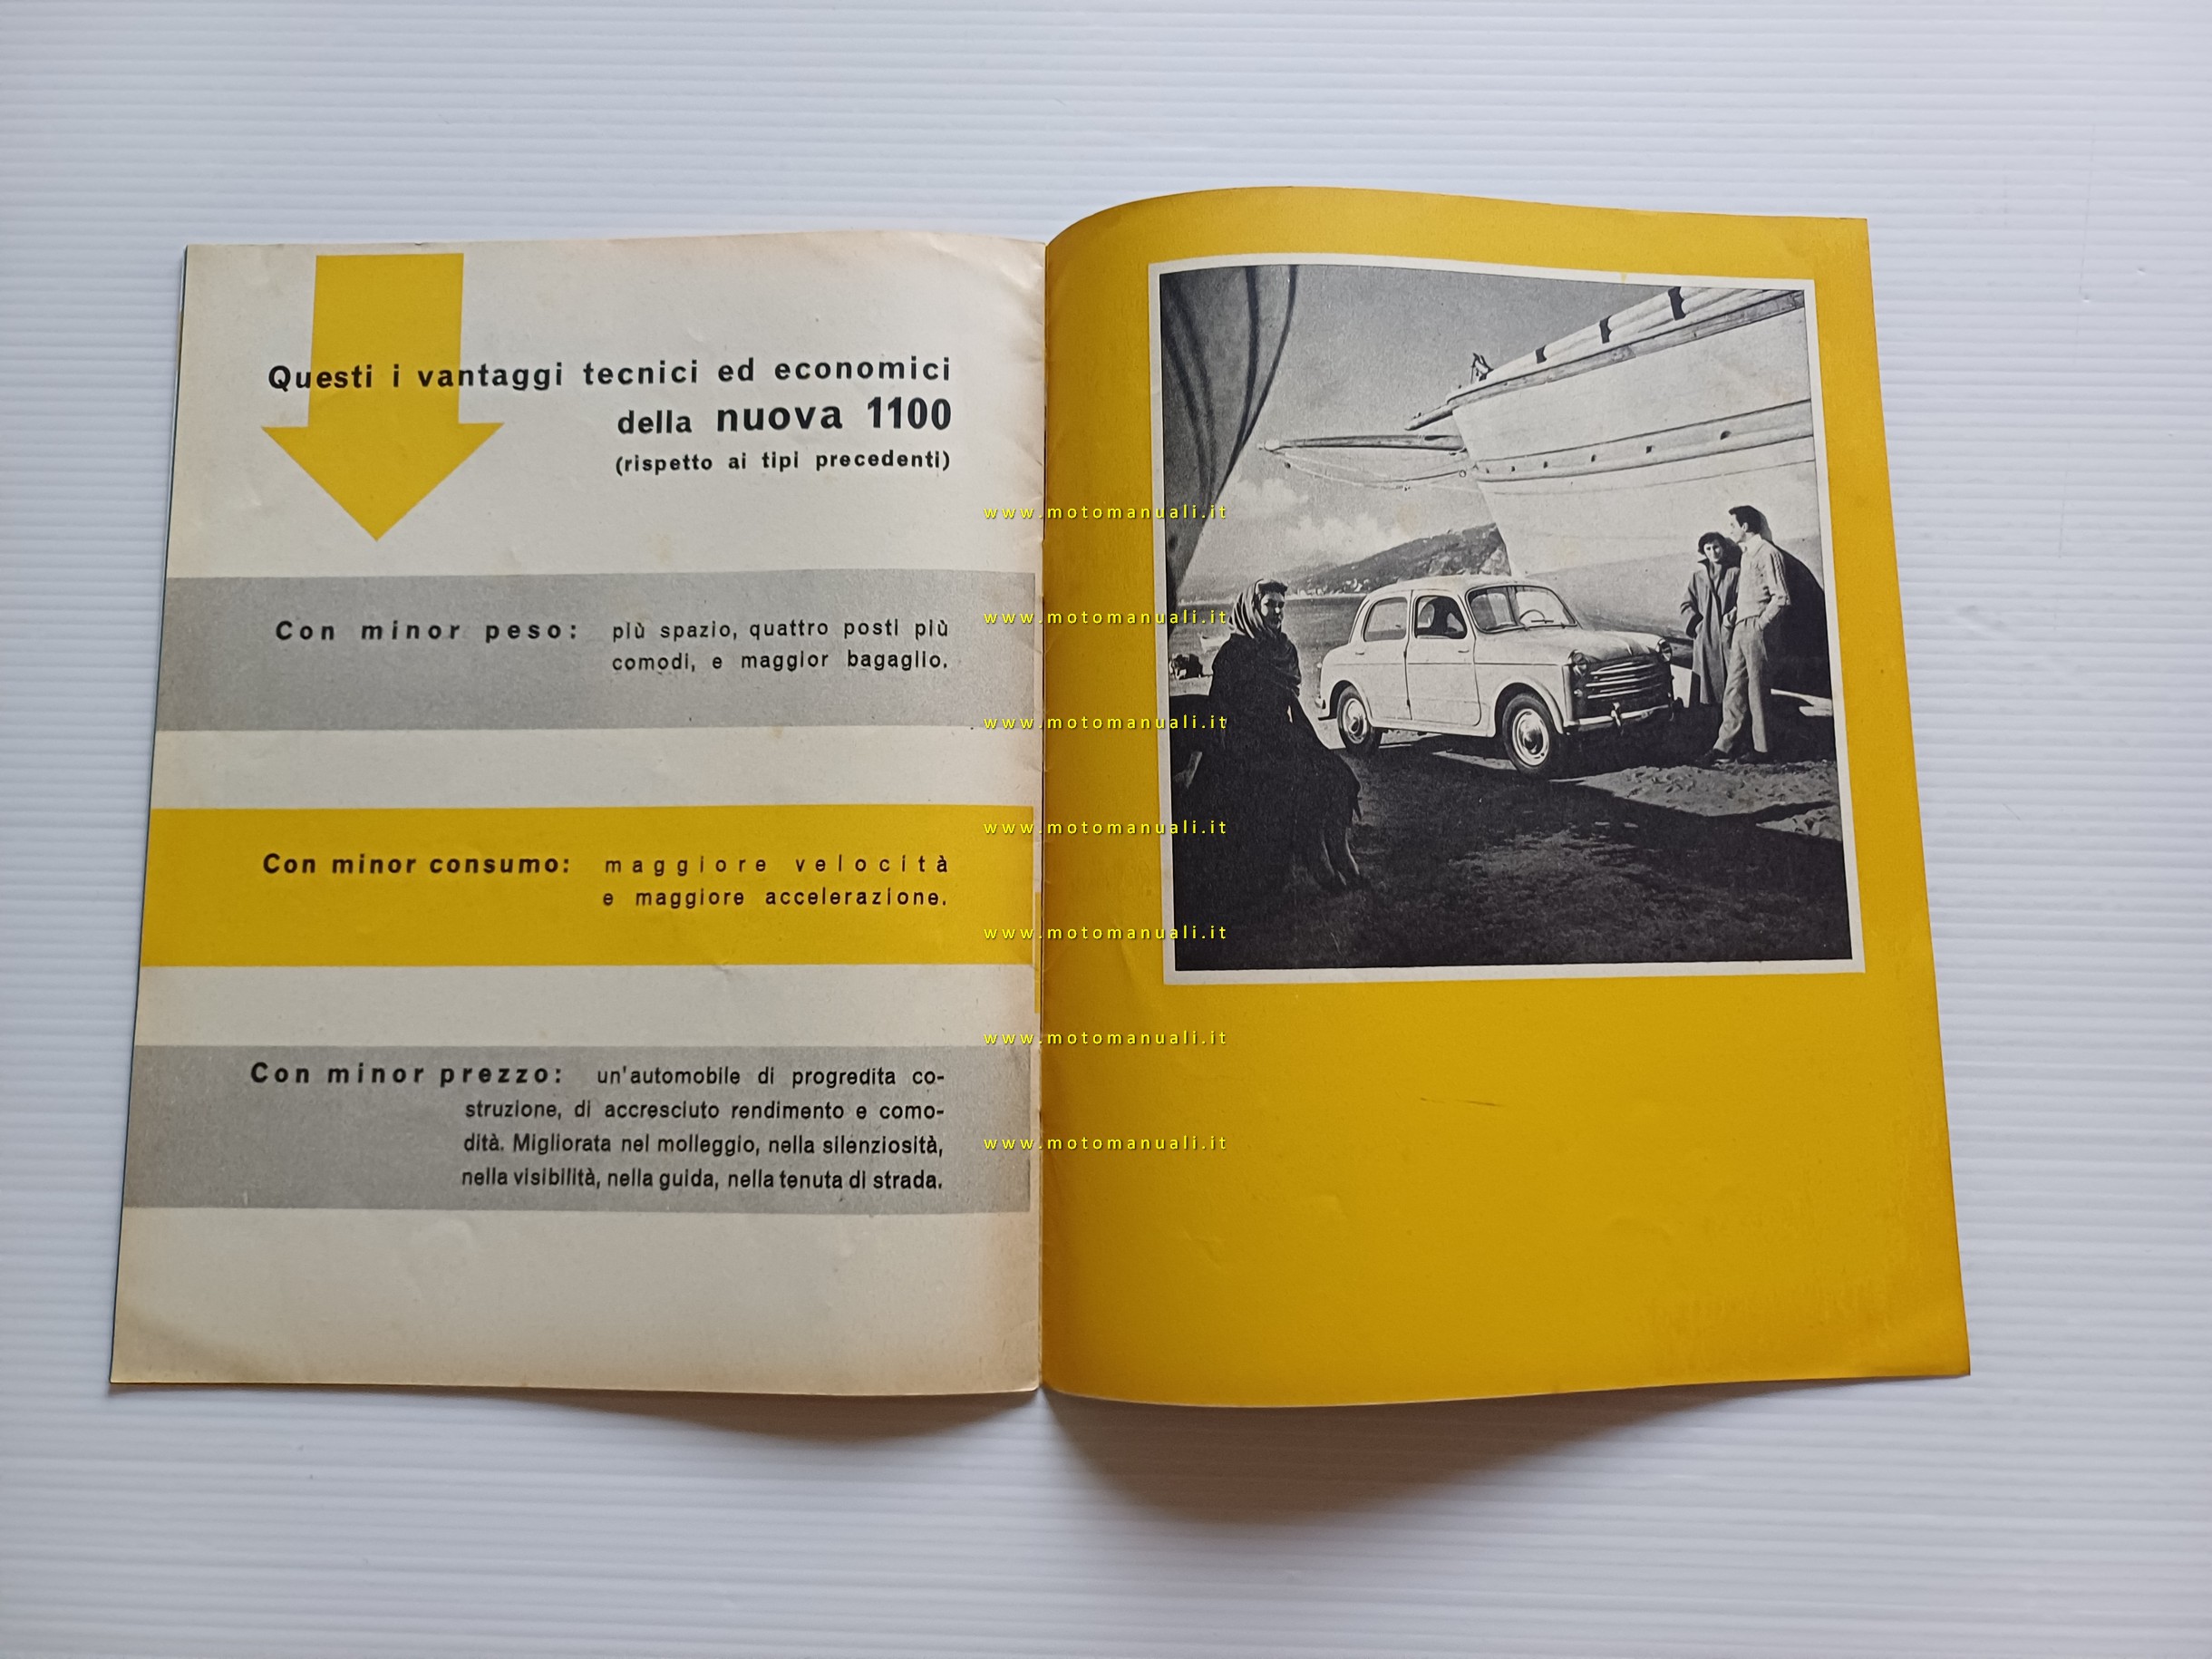 Questi i vantaggi tecnici ed economici
della nuova 1100
(rispetto ai tipi precedenti)
Con minor peso: più spazio, quattro posti più
comodi, e maggior bagaglio.
Con minor consumo: maggiore velocità
e maggiore accelerazione.
Con minor prezzo: un'automobile di progredita co-
struzione, di accresciuto rendimento e como-
dità. Migliorata nel molleggio, nella silenziosità,
nella visibilità, nella guida, nella tenuta di strada.
www.motomanuali.it
www.motomanuali.it
www.motomanuali.it
www.motomanuali.it
www.motomanuali.it
www.motomanuali.it
www.motomanuali.it